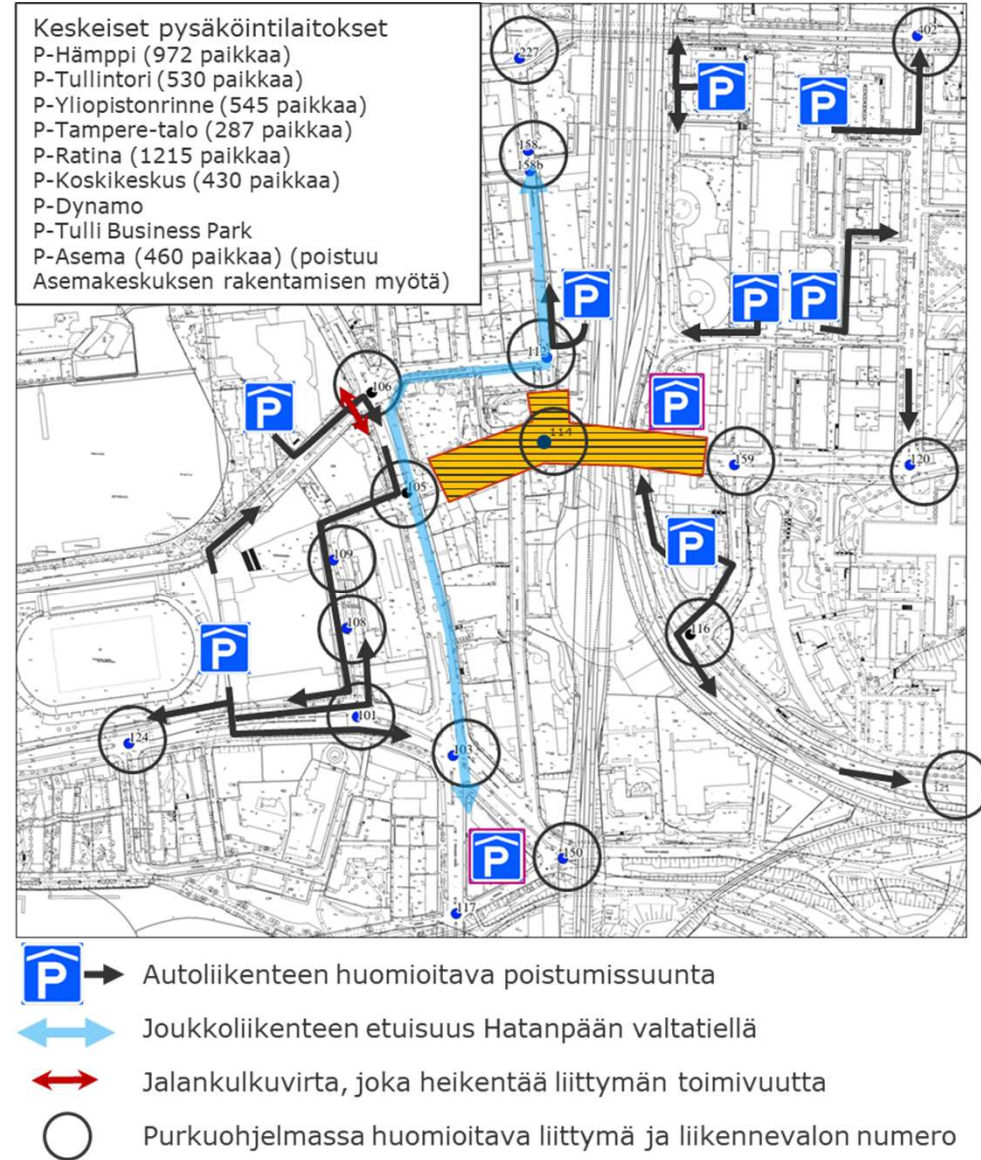 Keskeiset pysäköintilaitokset
P-Hämppi (972 paikkaa)
P-Tullintori (530 paikkaa)
P-Yliopistonrinne (545 paikkaa)
P-Tampere-talo (287 paikkaa)
P-Ratina (1215 paikkaa)
P-Koskikeskus (430 paikkaa)
P-Dynamo
P-Tulli Business Park
P-Asema (460 paikkaa) (poistuu
Asemakeskuksen rakentamisen myötä)
227
402
P
P
158
158b
P
P
P
112
106
P
P
114
105
159
120
P
109
108
116
P
101
124
103
121
P
150
117
P
Autoliikenteen huomioitava poistumissuunta
Joukkoliikenteen etuisuus Hatanpään valtatiellä
Jalankulkuvirta, joka heikentää liittymän toimivuutta
Purkuohjelmassa huomioitava liittymä ja liikennevalon numero